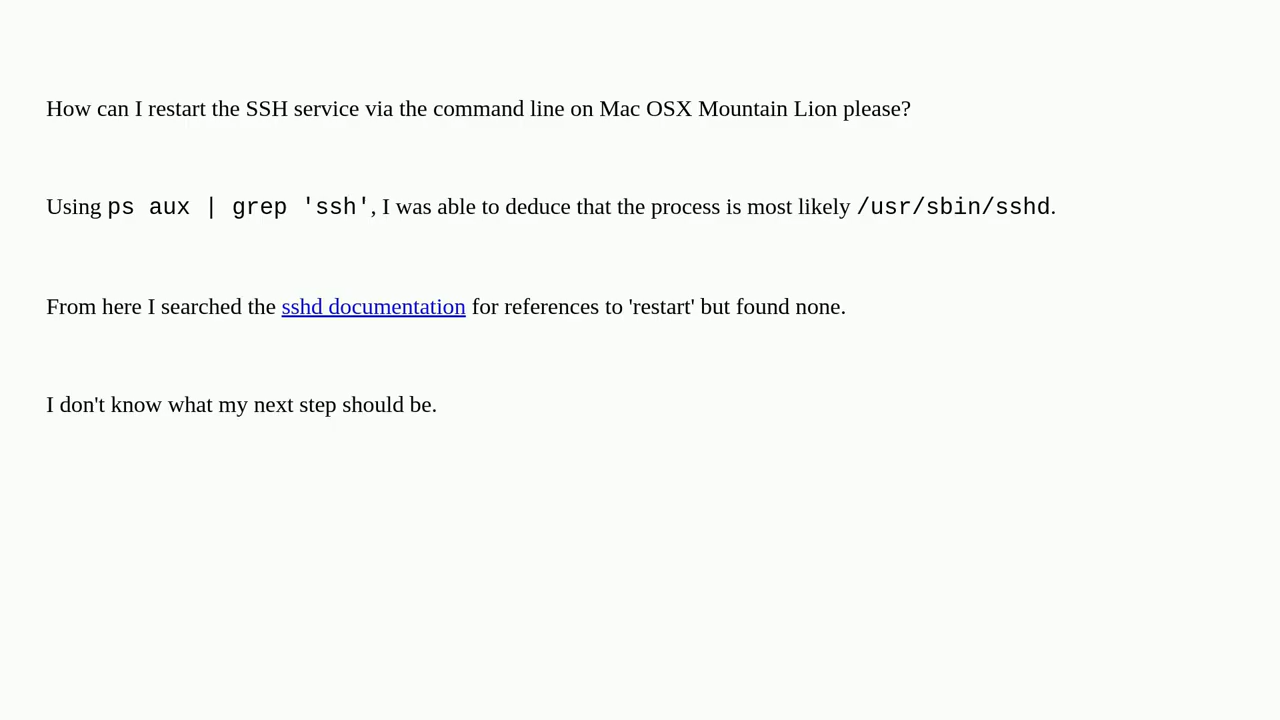 How can I restart the SSH service via the command line on Mac OSX Mountain Lion please?
Using ps aux | grep 'ssh', I was able to deduce that the process is most likely /usr/sbin/sshd.
From here I searched the sshd documentation for references to 'restart' but found none.
I don't know what my next step should be.